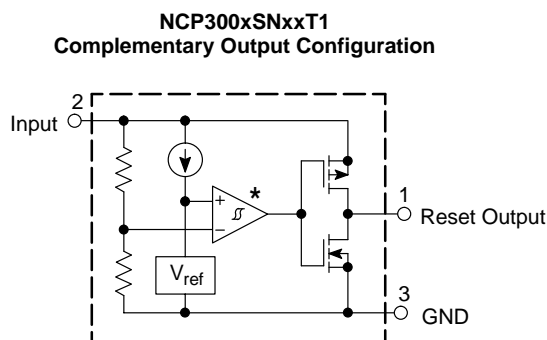 NCP300xSNxxT1
Complementary Output Configuration
2
Input
*
1
+
Reset Output
−
Vref
3
GND